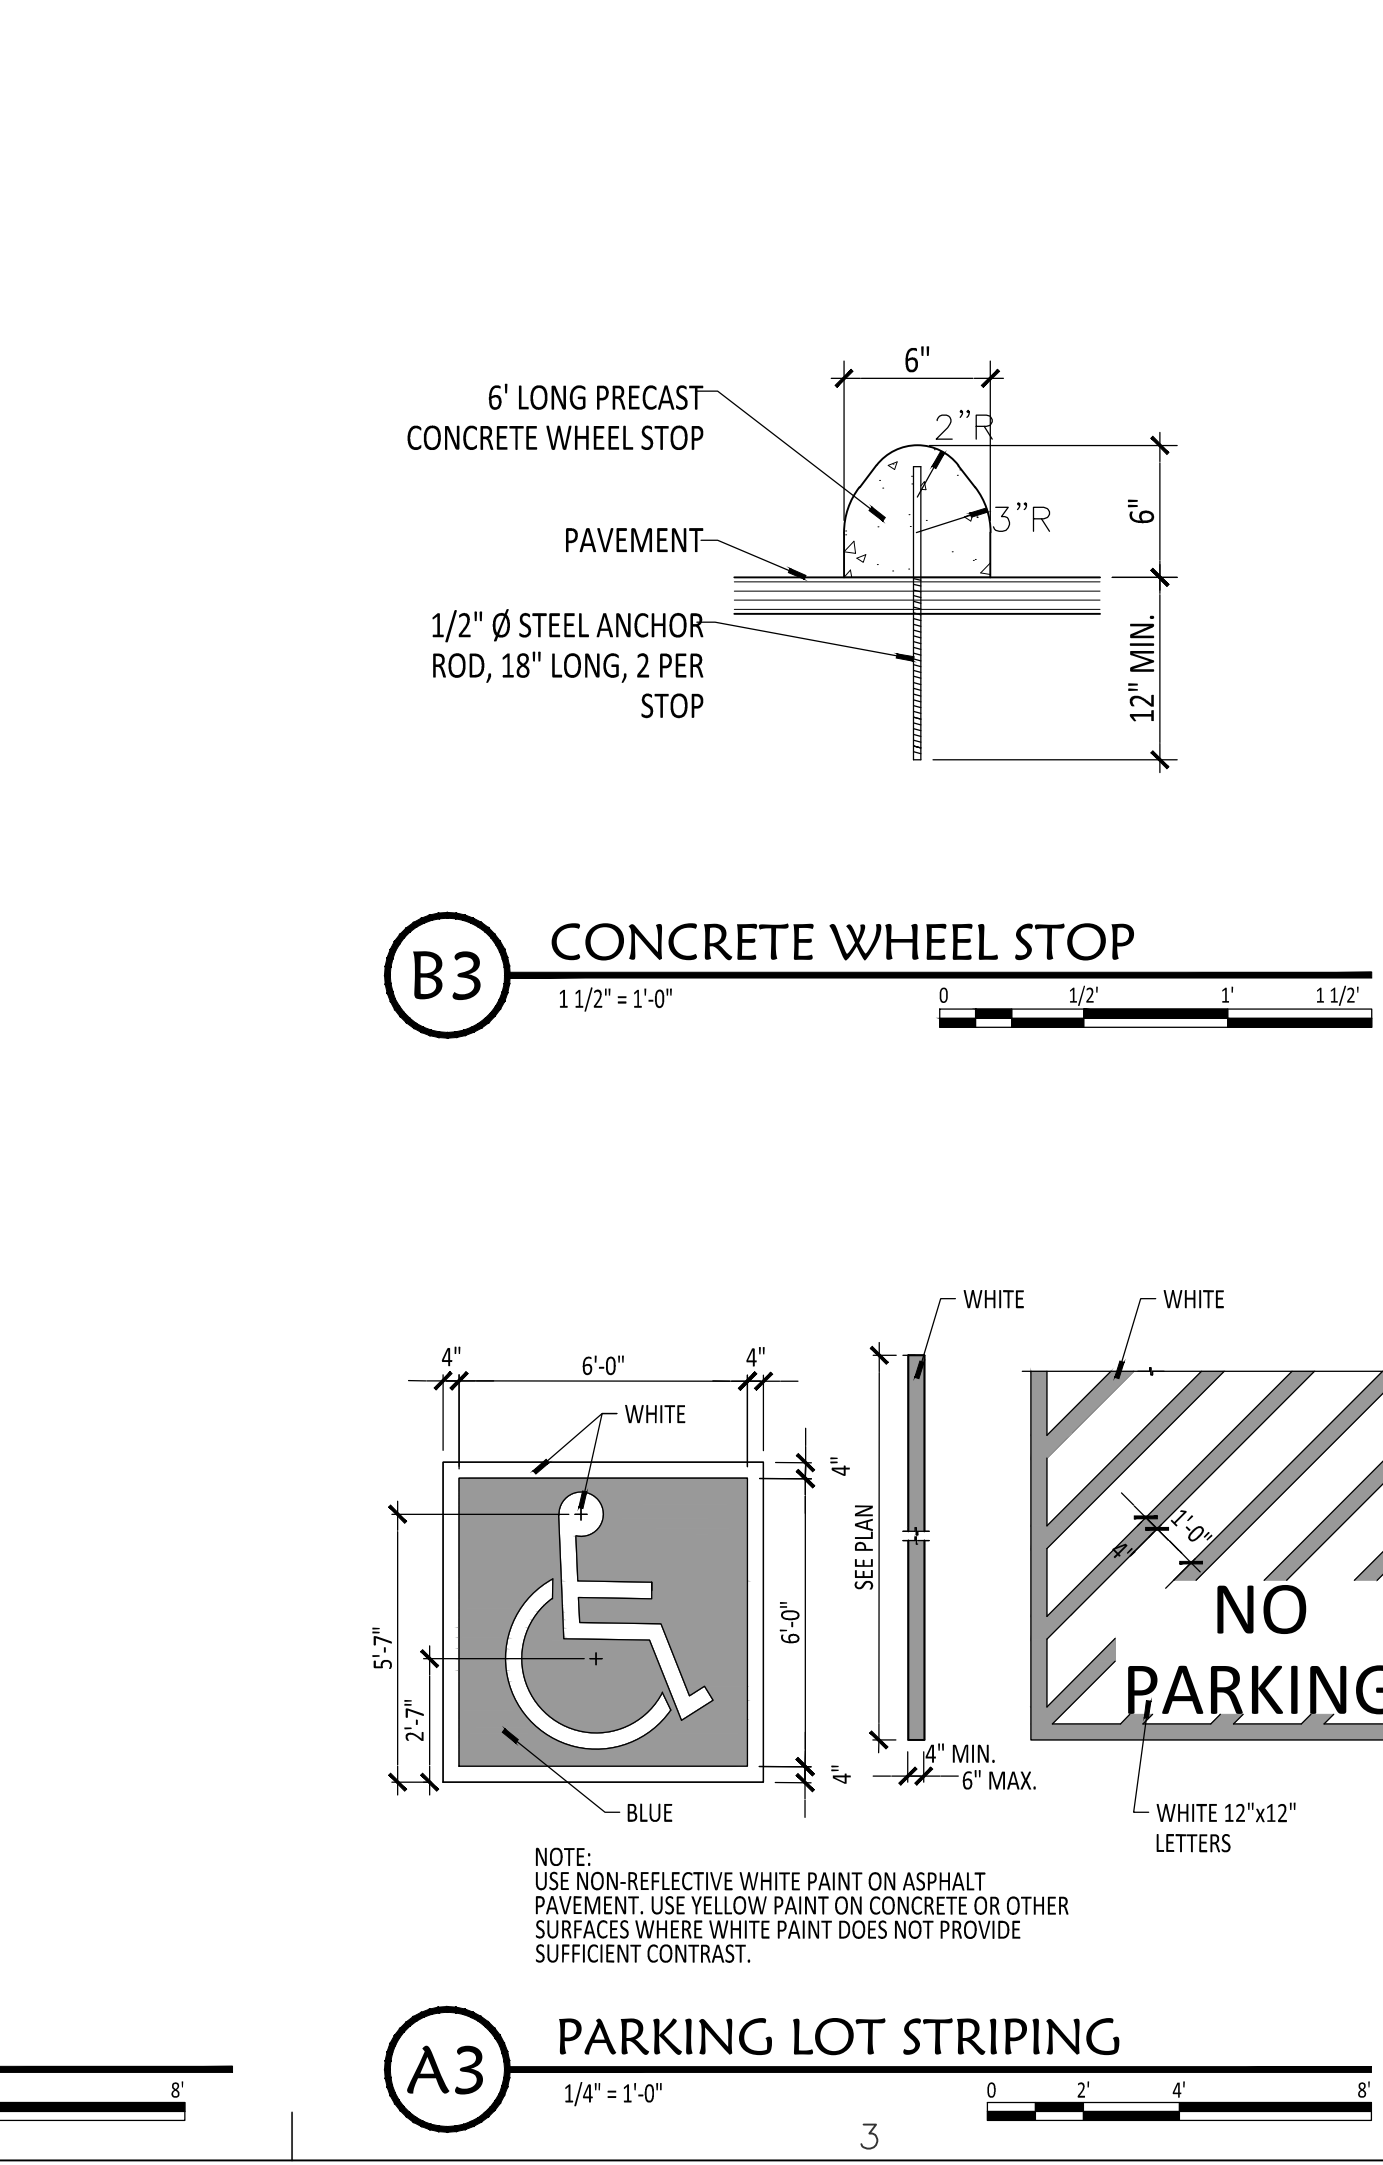 6"
6' LONG PRECAST
CONCRETE WHEEL STOP
2"R
3"R
6"
PAVEMENT
1/2" Ø STEEL ANCHOR
ROD, 18" LONG, 2 PER
STOP
12" MIN.
B3
CONCRETE WHEEL STOP
1 1/2" = 1'-0"
0 1/2' 1' 1 1/2'
WHITE
WHITE
4" 6'-0" 4"
WHITE
4"
SEE PLAN
6'-0"
4"
5'-7"
2'-7"
BLUE
4" MIN.
6" MAX.
1'-0"
4"
NO
PARKING
WHITE 12"x12"
LETTERS
NOTE:
USE NON-REFLECTIVE WHITE PAINT ON ASPHALT
PAVEMENT. USE YELLOW PAINT ON CONCRETE OR OTHER
SURFACES WHERE WHITE PAINT DOES NOT PROVIDE
SUFFICIENT CONTRAST.
A3
PARKING LOT STRIPING
1/4" = 1'-0"
0 2' 4' 8'
8'
3